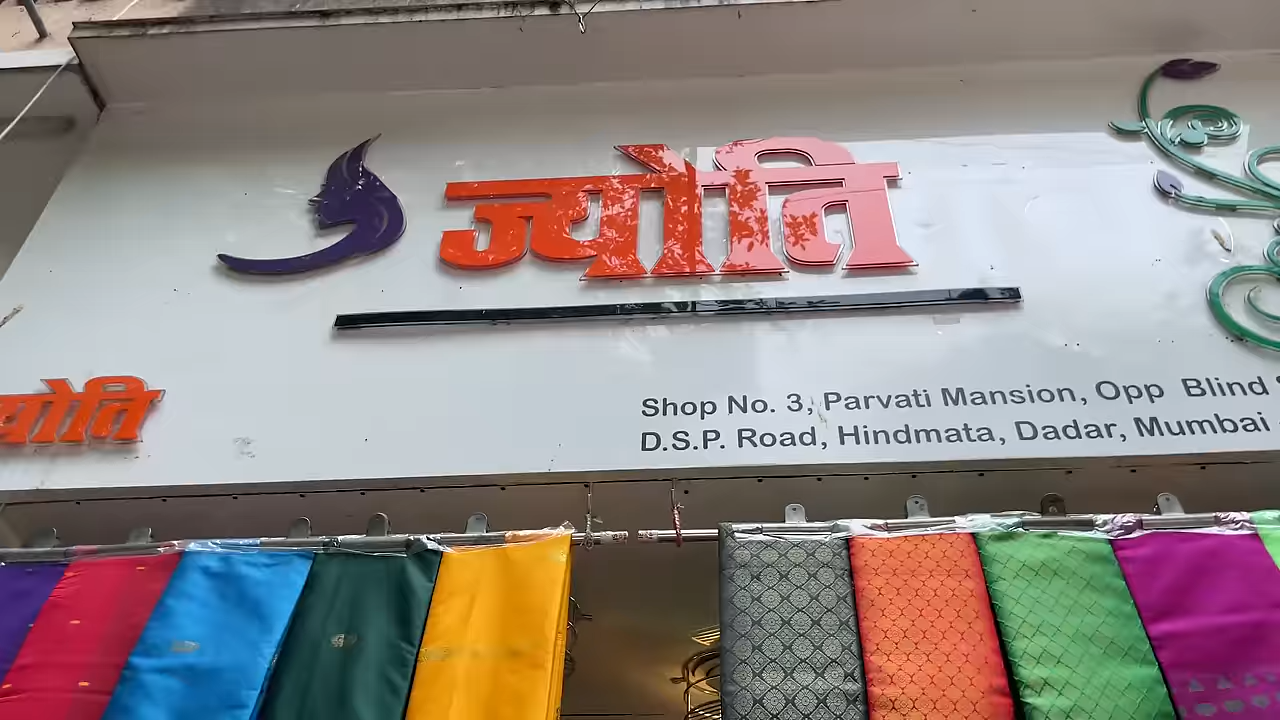 ज्योति
ज्योति
Shop No. 3, Parvati Mansion, Opp Blind
D.S.P. Road, Hindmata, Dadar, Mumbai